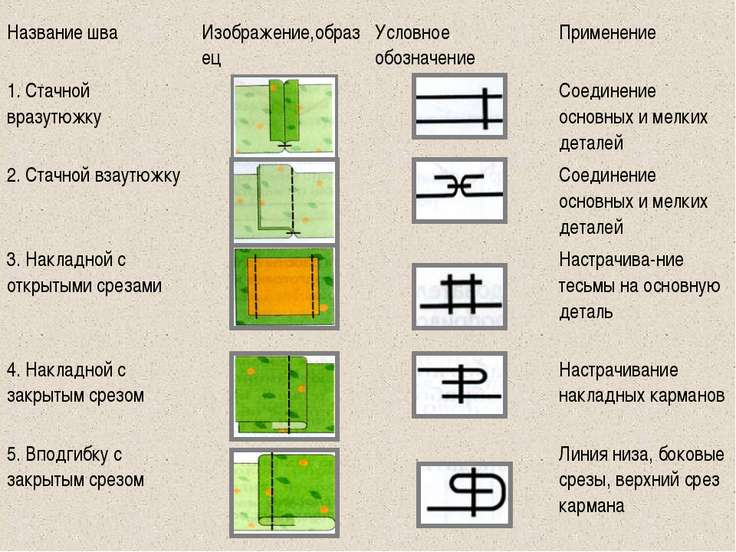 Название шва
Изображение,образ
ец
Условное
обозначение
Применение
1. Стачной
вразутюжку
Соединение
основных и мелких
деталей
2. Стачной взаутюжку
Соединение
основных и мелких
деталей
3. Накладной с
открытыми срезами
Настрачива-ние
тесьмы на основную
деталь
4. Накладной с
закрытым срезом
Настрачивание
накладных карманов
5. Вподгибку с
закрытым срезом
Линия низа, боковые
срезы, верхний срез
кармана